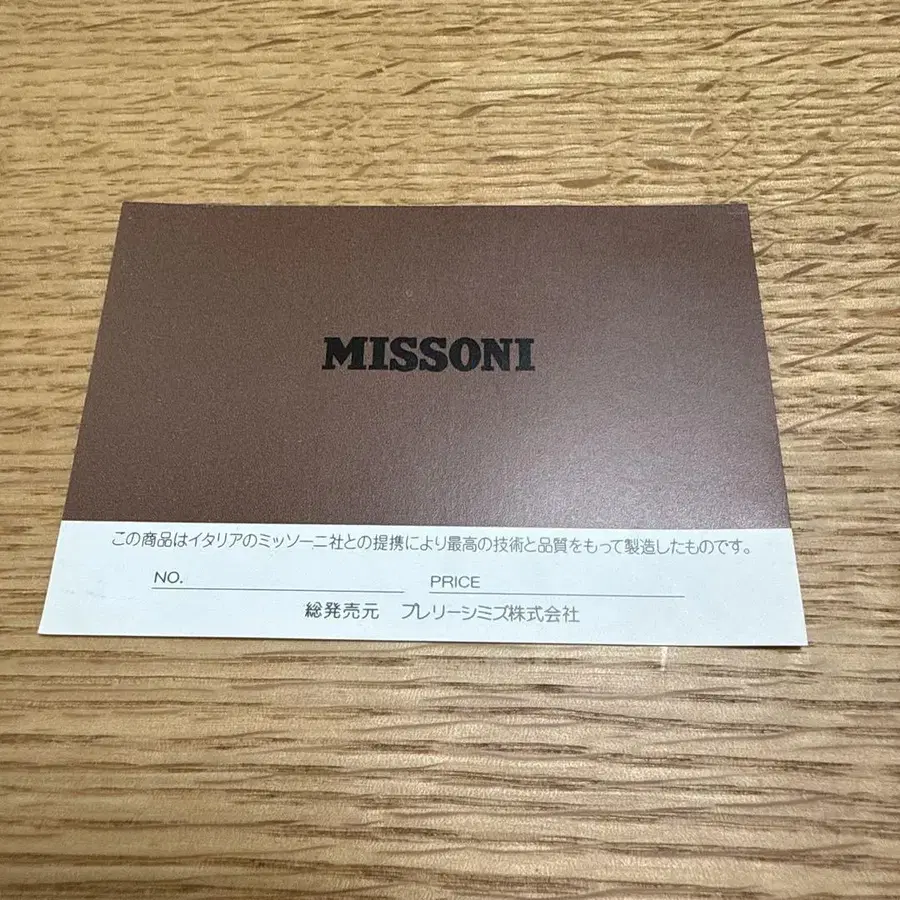 MISSONI
この商品はイタリアのミッソーニ社との提携により最高の技術と品質をもって製造したものです。
NO. PRICE
総発売元 プレリーシミズ株式会社